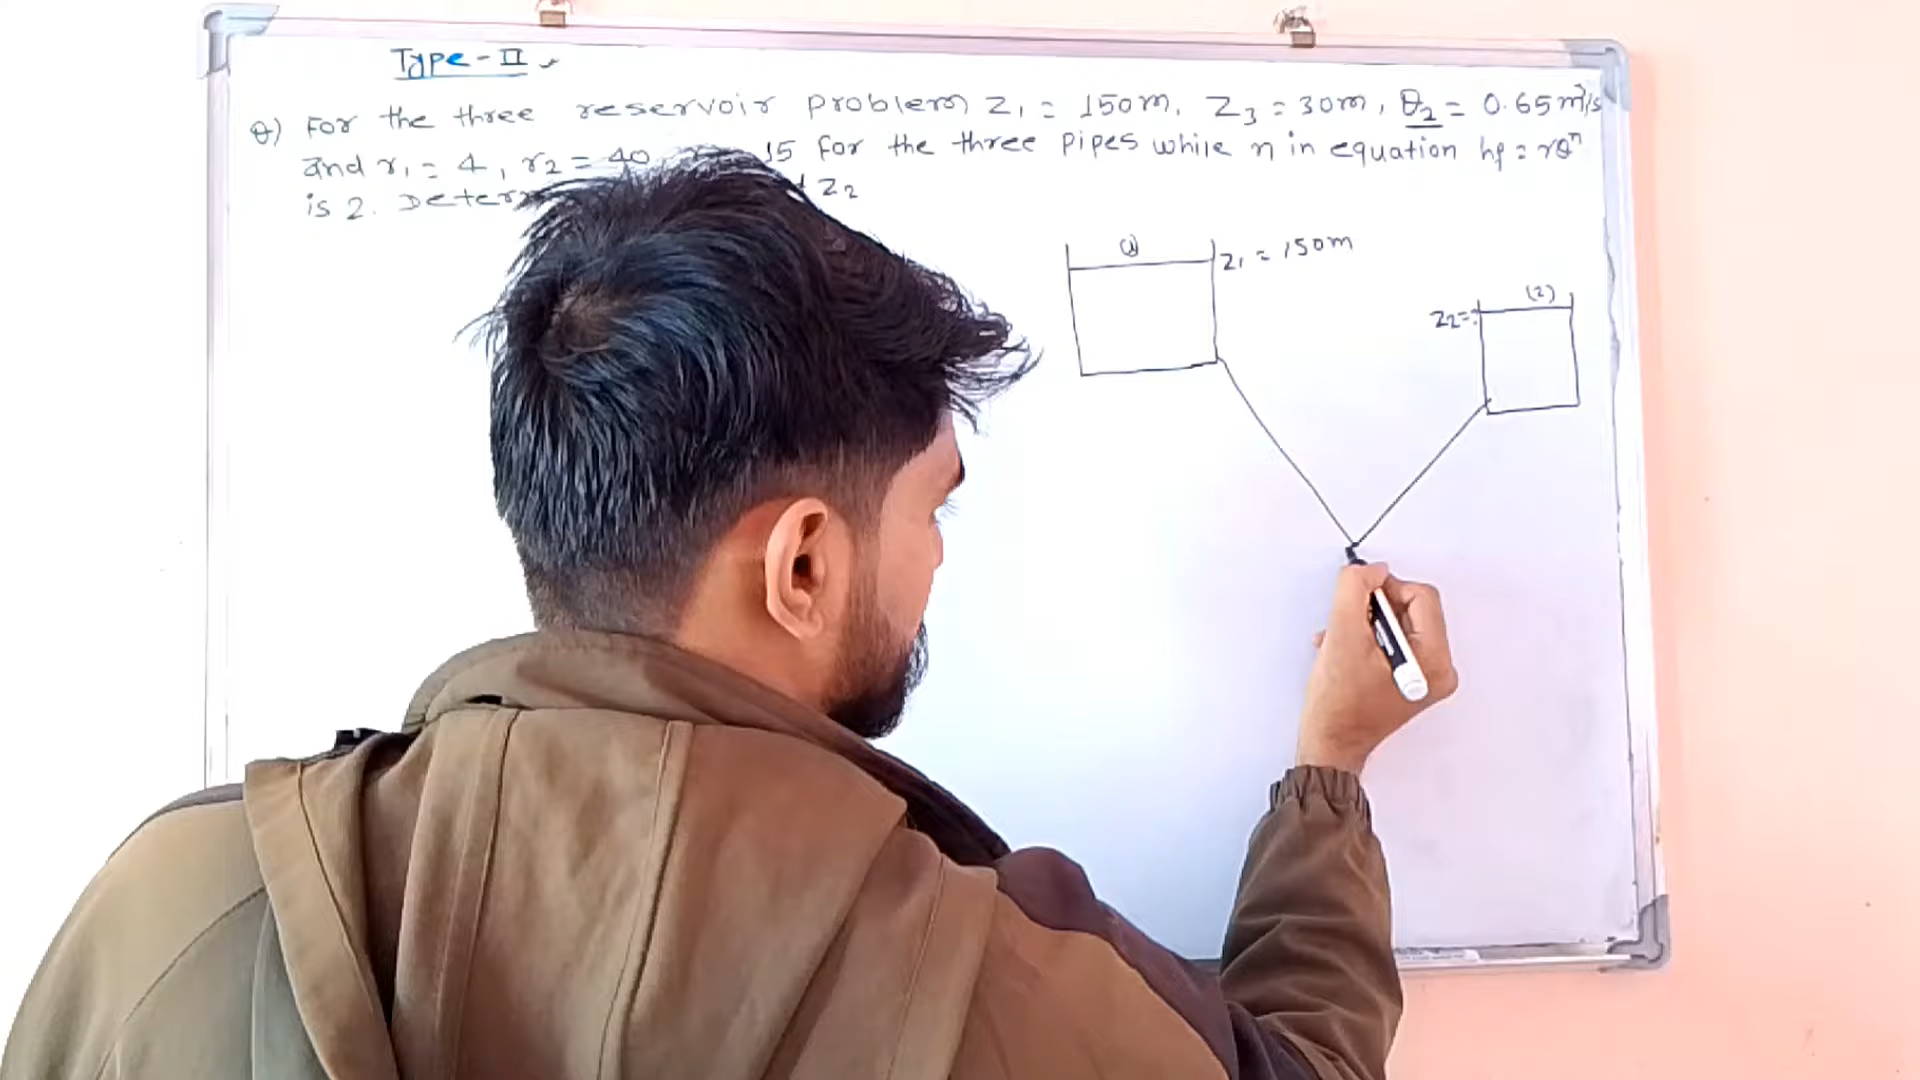 Type - II
Q) For the three reservoir problem Z1 = 150m, Z3 = 30m, Q2 = 0.65 m3/s
and r1 = 4, r2 = 40 15 for the three pipes while n in equation hf = rQ^n
is 2. Z2
(1)
Z1 = 150m
(2)
Z2=?